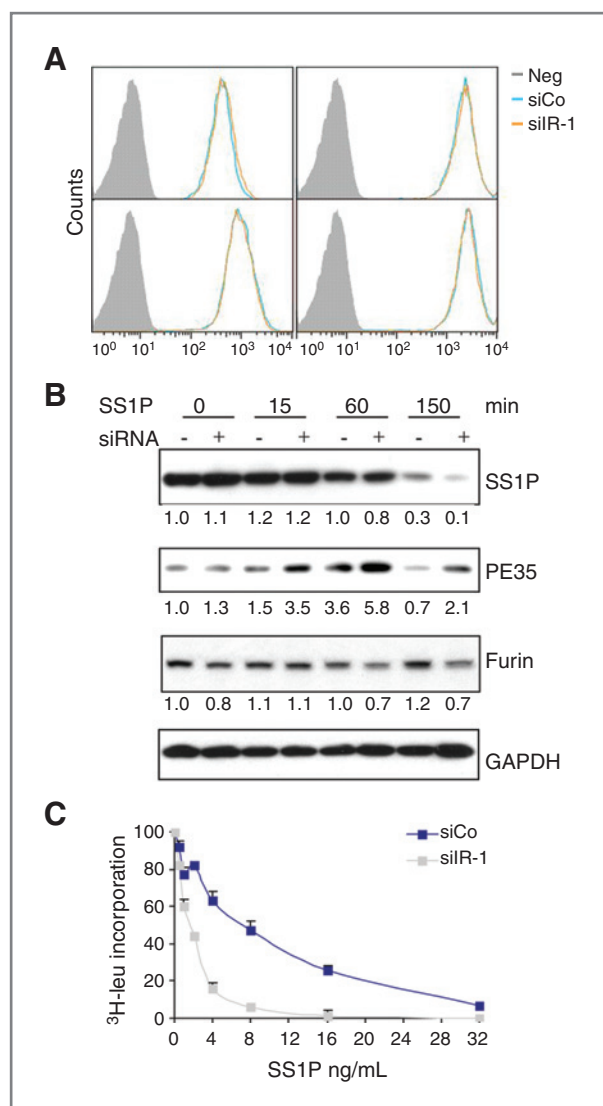 A
Neg
siCo
siIR-1
Counts
10⁰ 10¹ 10² 10³ 10⁴ 10⁰ 10¹ 10² 10³ 10⁴
B
SS1P 0 15 60 150 min
siRNA - + - + - + - +
SS1P
1.0 1.1 1.2 1.2 1.0 0.8 0.3 0.1
PE35
1.0 1.3 1.5 3.5 3.6 5.8 0.7 2.1
Furin
1.0 0.8 1.1 1.1 1.0 0.7 1.2 0.7
GAPDH
C
siCo
siIR-1
³H-leu incorporation
100
80
60
40
20
0
0 4 8 12 16 20 24 28 32
SS1P ng/mL